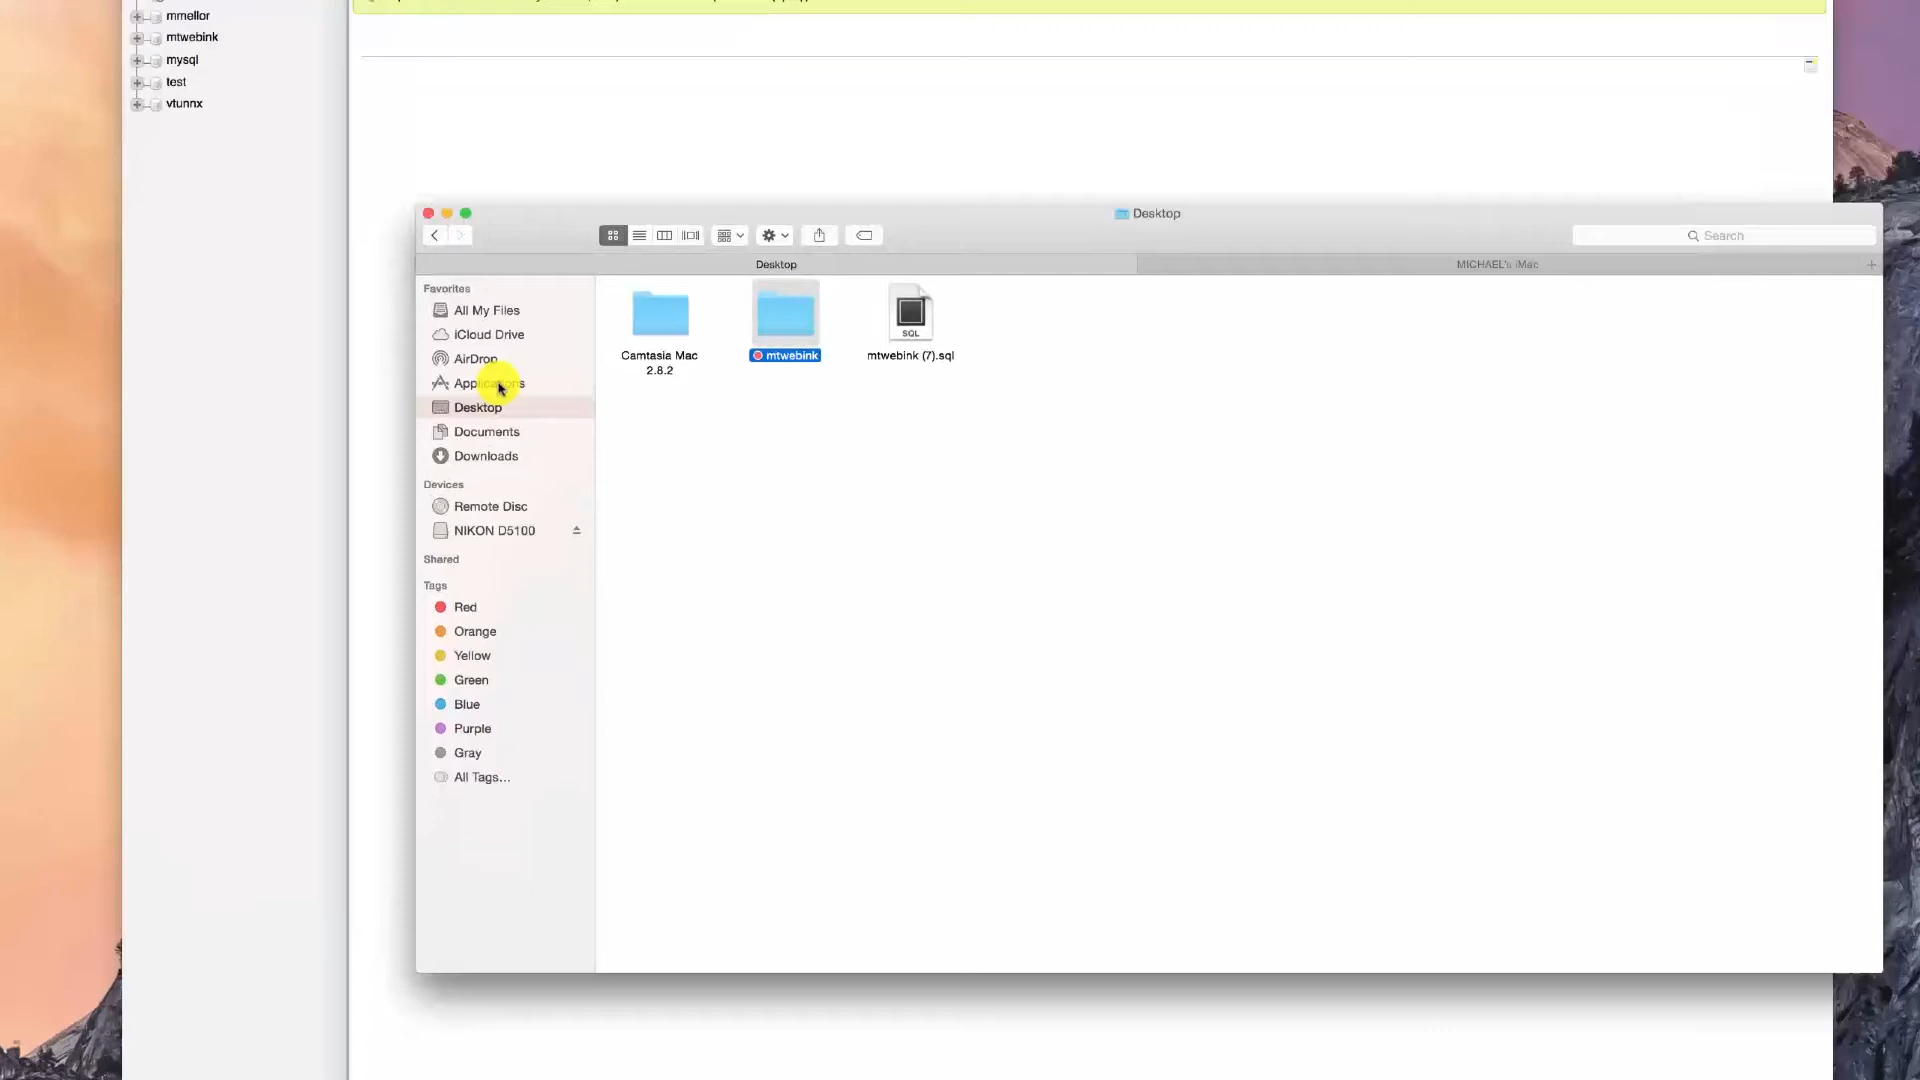 mmellor
mtwebink
mysql
test
vtunnx
Desktop
Search
Desktop
MICHAEL's iMac
Favorites
All My Files
iCloud Drive
AirDrop
Applications
Desktop
Documents
Downloads
Devices
Remote Disc
NIKON D5100
Shared
Tags
Red
Orange
Yellow
Green
Blue
Purple
Gray
All Tags...
Camtasia Mac
2.8.2
mtwebink
SQL
mtwebink (7).sql